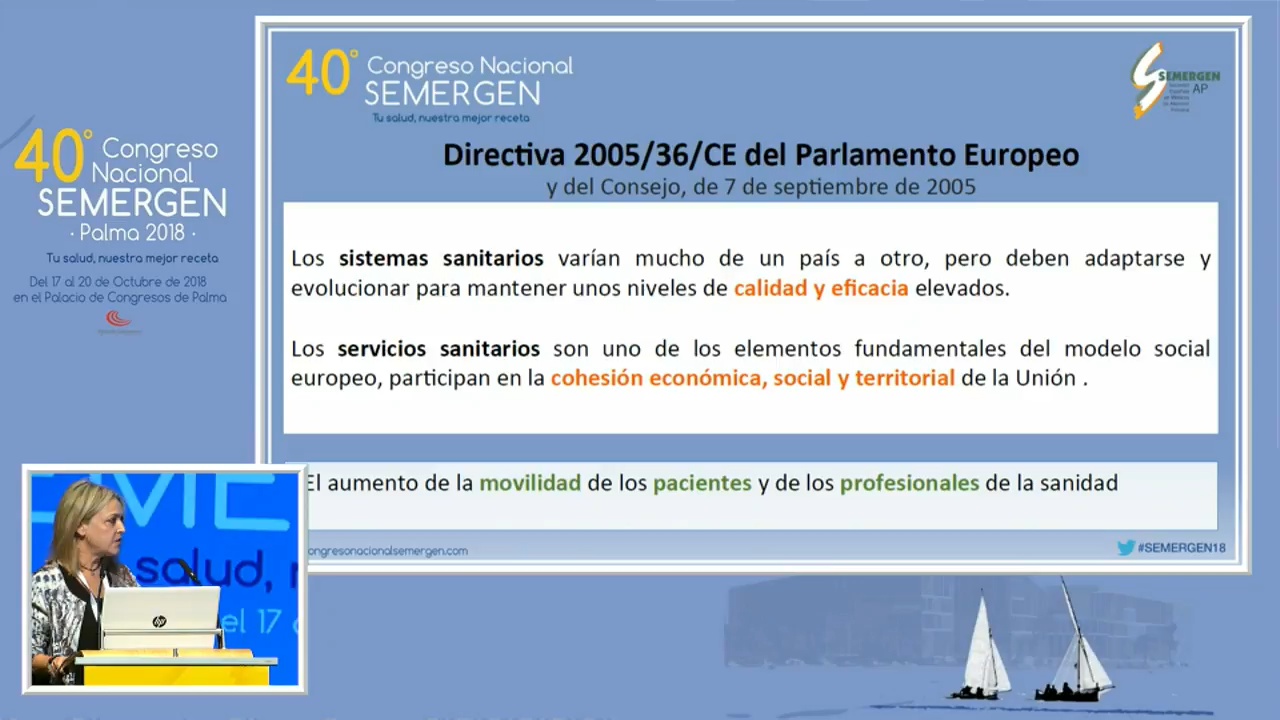 40° Congreso
Nacional
SEMERGEN
· Palma 2018 ·
Tu salud, nuestra mejor receta
Del 17 al 20 de Octubre de 2018
en el Palacio de Congresos de Palma
40° Congreso Nacional
SEMERGEN
Tu salud, nuestra mejor receta
SEMERGEN
AP
Directiva 2005/36/CE del Parlamento Europeo
y del Consejo, de 7 de septiembre de 2005
Los sistemas sanitarios varían mucho de un país a otro, pero deben adaptarse y
evolucionar para mantener unos niveles de calidad y eficacia elevados.
Los servicios sanitarios son uno de los elementos fundamentales del modelo social
europeo, participan en la cohesión económica, social y territorial de la Unión .
El aumento de la movilidad de los pacientes y de los profesionales de la sanidad
ongresonacionalsemergen.com
#SEMERGEN18
EME
salud, n
el 17
hp